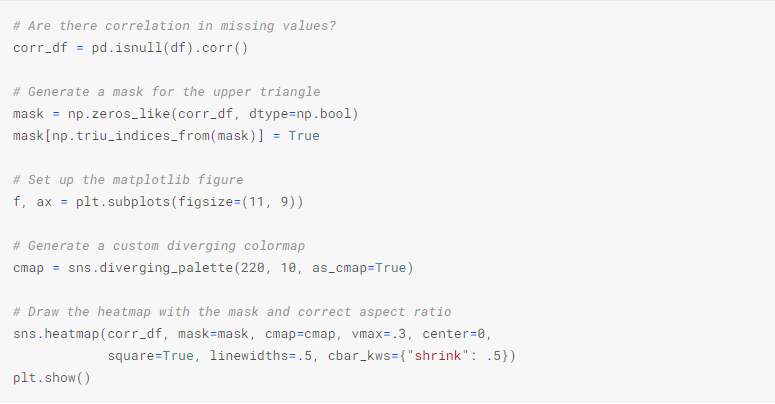 # Are there correlation in missing values?
corr_df = pd.isnull(df).corr()
# Generate a mask for the upper triangle
mask = np.zeros_like(corr_df, dtype=np.bool)
mask[np.triu_indices_from(mask)] = True
# Set up the matplotlib figure
f, ax = plt.subplots(figsize=(11, 9))
# Generate a custom diverging colormap
cmap = sns.diverging_palette(220, 10, as_cmap=True)
# Draw the heatmap with the mask and correct aspect ratio
sns.heatmap(corr_df, mask=mask, cmap=cmap, vmax=.3, center=0,
            square=True, linewidths=.5, cbar_kws={"shrink": .5})
plt.show()